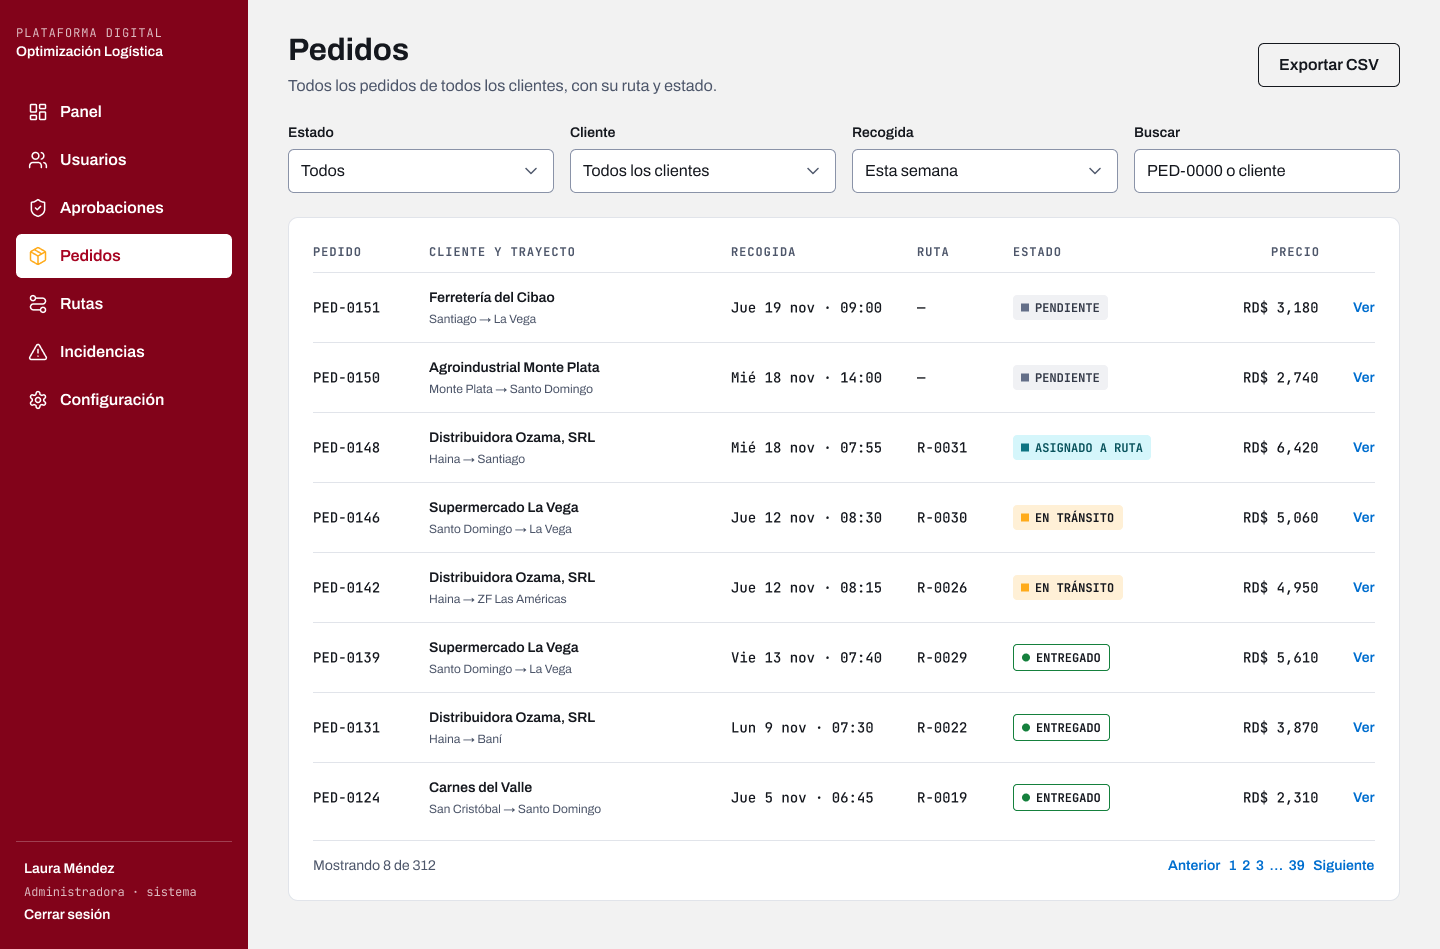 PLATAFORMA DIGITAL
Optimización Logística
Panel
Usuarios
Aprobaciones
Pedidos
Rutas
Incidencias
Configuración
Laura Méndez
Administradora · sistema
Cerrar sesión
Pedidos
Todos los pedidos de todos los clientes, con su ruta y estado.
Exportar CSV
Estado Cliente Recogida Buscar
Todos Todos los clientes Esta semana PED-0000 o cliente
PEDIDO CLIENTE Y TRAYECTO RECOGIDA RUTA ESTADO PRECIO
PED-0151 Ferretería del Cibao Jue 19 nov · 09:00 — PENDIENTE RD$ 3,180 Ver
Santiago → La Vega
PED-0150 Agroindustrial Monte Plata Mié 18 nov · 14:00 — PENDIENTE RD$ 2,740 Ver
Monte Plata → Santo Domingo
PED-0148 Distribuidora Ozama, SRL Mié 18 nov · 07:55 R-0031 ASIGNADO A RUTA RD$ 6,420 Ver
Haina → Santiago
PED-0146 Supermercado La Vega Jue 12 nov · 08:30 R-0030 EN TRÁNSITO RD$ 5,060 Ver
Santo Domingo → La Vega
PED-0142 Distribuidora Ozama, SRL Jue 12 nov · 08:15 R-0026 EN TRÁNSITO RD$ 4,950 Ver
Haina → ZF Las Américas
PED-0139 Supermercado La Vega Vie 13 nov · 07:40 R-0029 ENTREGADO RD$ 5,610 Ver
Santo Domingo → La Vega
PED-0131 Distribuidora Ozama, SRL Lun 9 nov · 07:30 R-0022 ENTREGADO RD$ 3,870 Ver
Haina → Baní
PED-0124 Carnes del Valle Jue 5 nov · 06:45 R-0019 ENTREGADO RD$ 2,310 Ver
San Cristóbal → Santo Domingo
Mostrando 8 de 312 Anterior 1 2 3 … 39 Siguiente